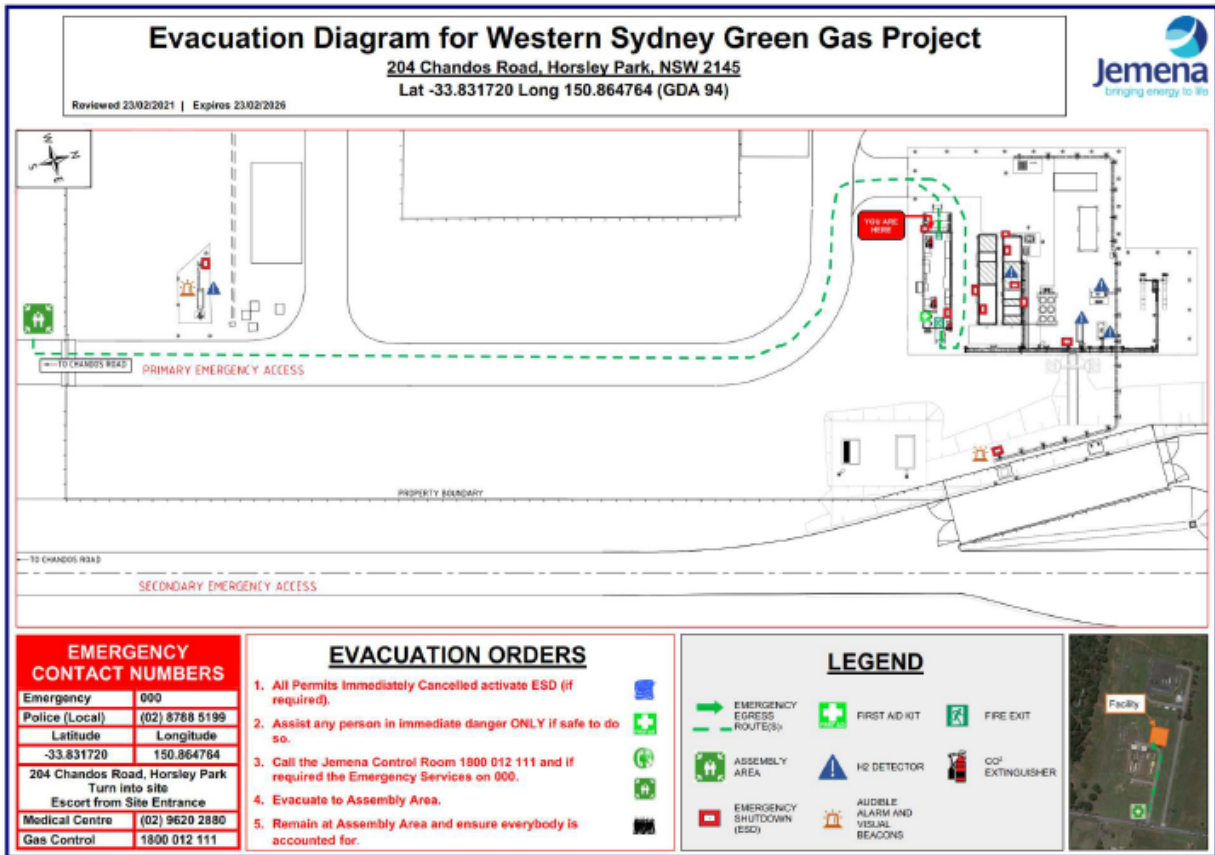 Evacuation Diagram for Western Sydney Green Gas Project
204 Chandos Road, Horsley Park, NSW 2145
Lat -33.831720 Long 150.864764 (GDA 94)
Reviewed 23/02/2021 | Expires 23/02/2026
Jemena
bringing energy to life
W
N
S
E
YOU ARE
HERE
TO CHANDOS ROAD
PRIMARY EMERGENCY ACCESS
PROPERTY BOUNDARY
TO CHANDOS ROAD
SECONDARY EMERGENCY ACCESS
EMERGENCY
CONTACT NUMBERS
Emergency 000
Police (Local) (02) 8788 5199
Latitude Longitude
-33.831720 150.864764
204 Chandos Road, Horsley Park
Turn into site
Escort from Site Entrance
Medical Centre (02) 9620 2880
Gas Control 1800 012 111
EVACUATION ORDERS
1. All Permits Immediately Cancelled activate ESD (if
required).
2. Assist any person in immediate danger ONLY if safe to do
so.
3. Call the Jemena Control Room 1800 012 111 and if
required the Emergency Services on 000.
4. Evacuate to Assembly Area.
5. Remain at Assembly Area and ensure everybody is
accounted for.
LEGEND
EMERGENCY
EGRESS
ROUTE(S)
FIRST AID KIT
FIRE EXIT
ASSEMBLY
AREA
H2 DETECTOR
CO²
EXTINGUISHER
EMERGENCY
SHUTDOWN
(ESD)
AUDIBLE
ALARM AND
VISUAL
BEACONS
Facility